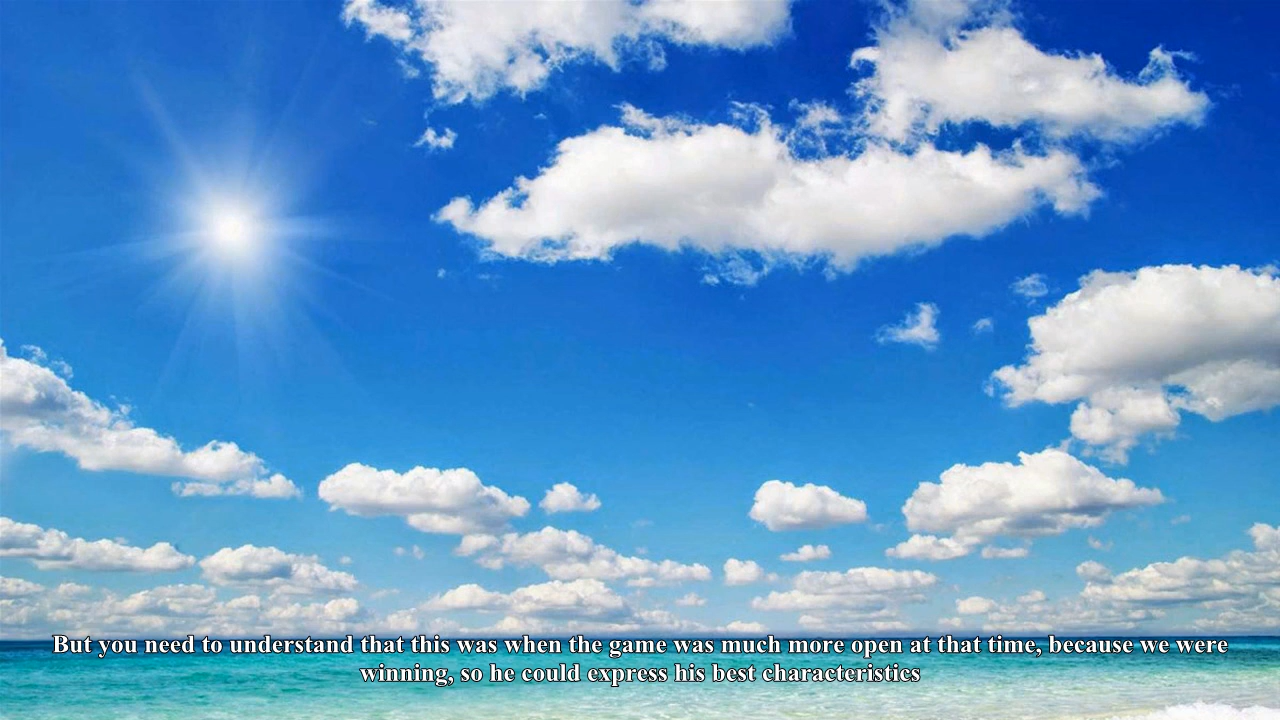 But you need to understand that this was when the game was much more open at that time, because we were
winning, so he could express his best characteristics